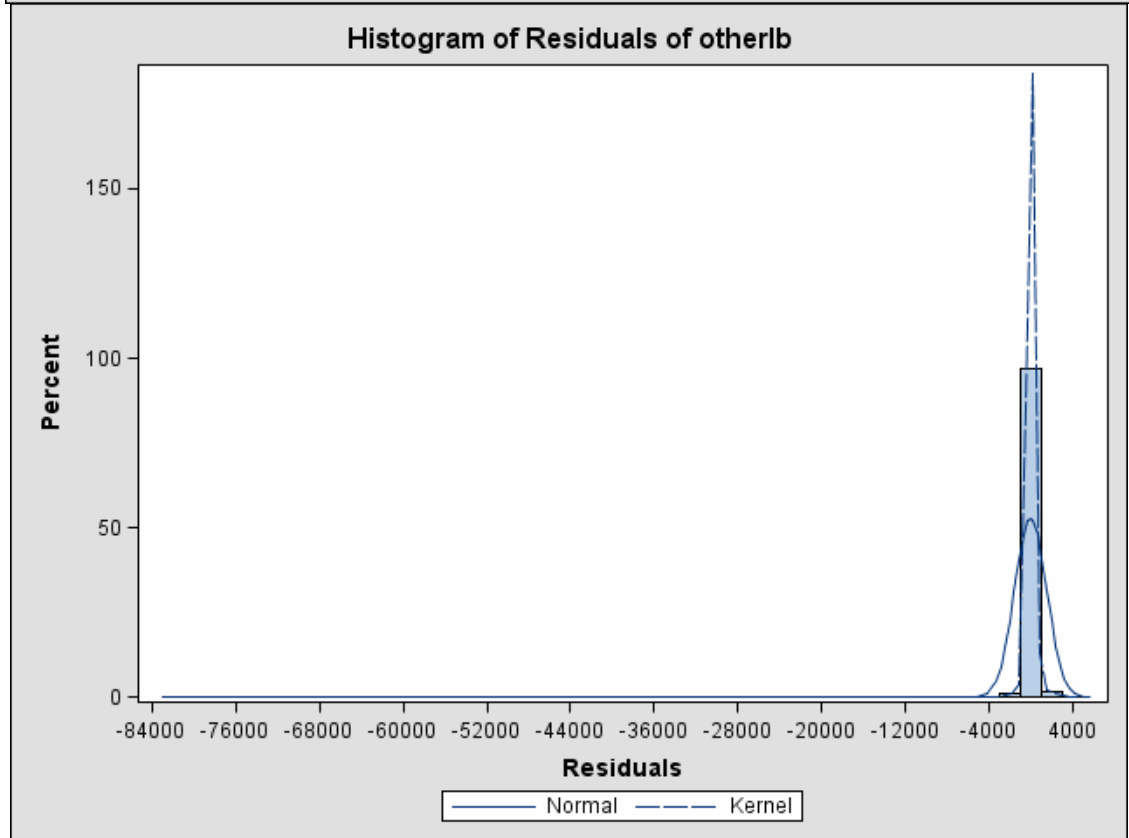 Histogram of Residuals of otherlb
Percent
150
100
50
0
-84000 -76000 -68000 -60000 -52000 -44000 -36000 -28000 -20000 -12000 -4000 4000
Residuals
Normal Kernel